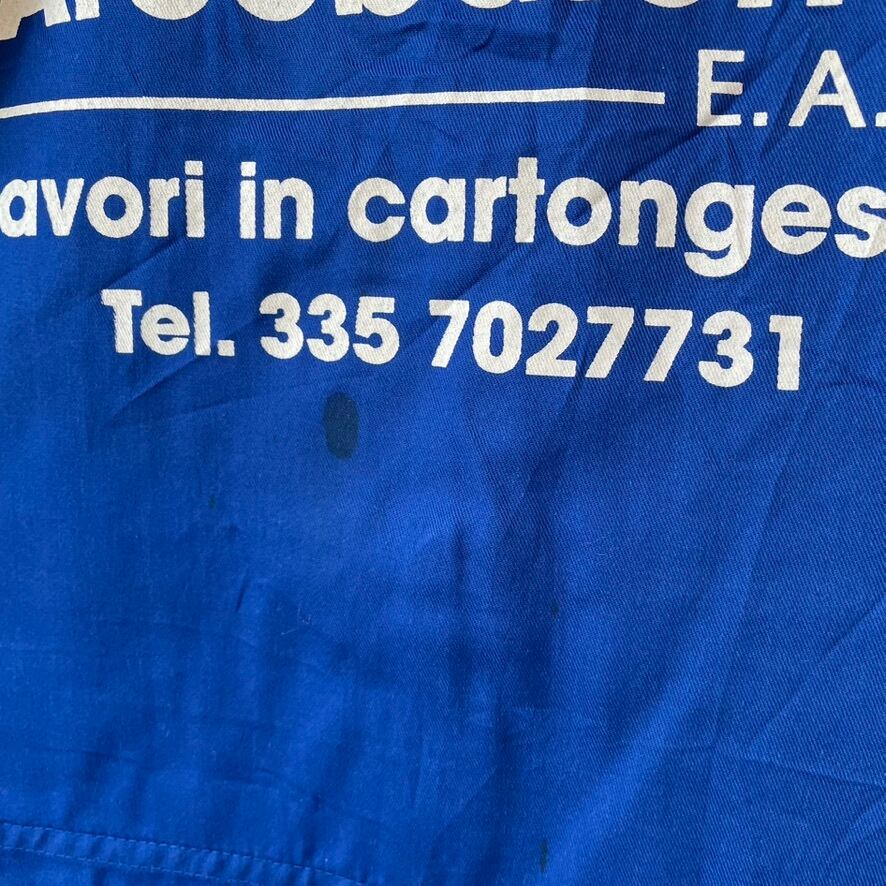 E.A.
avori in cartonges
Tel. 335 7027731